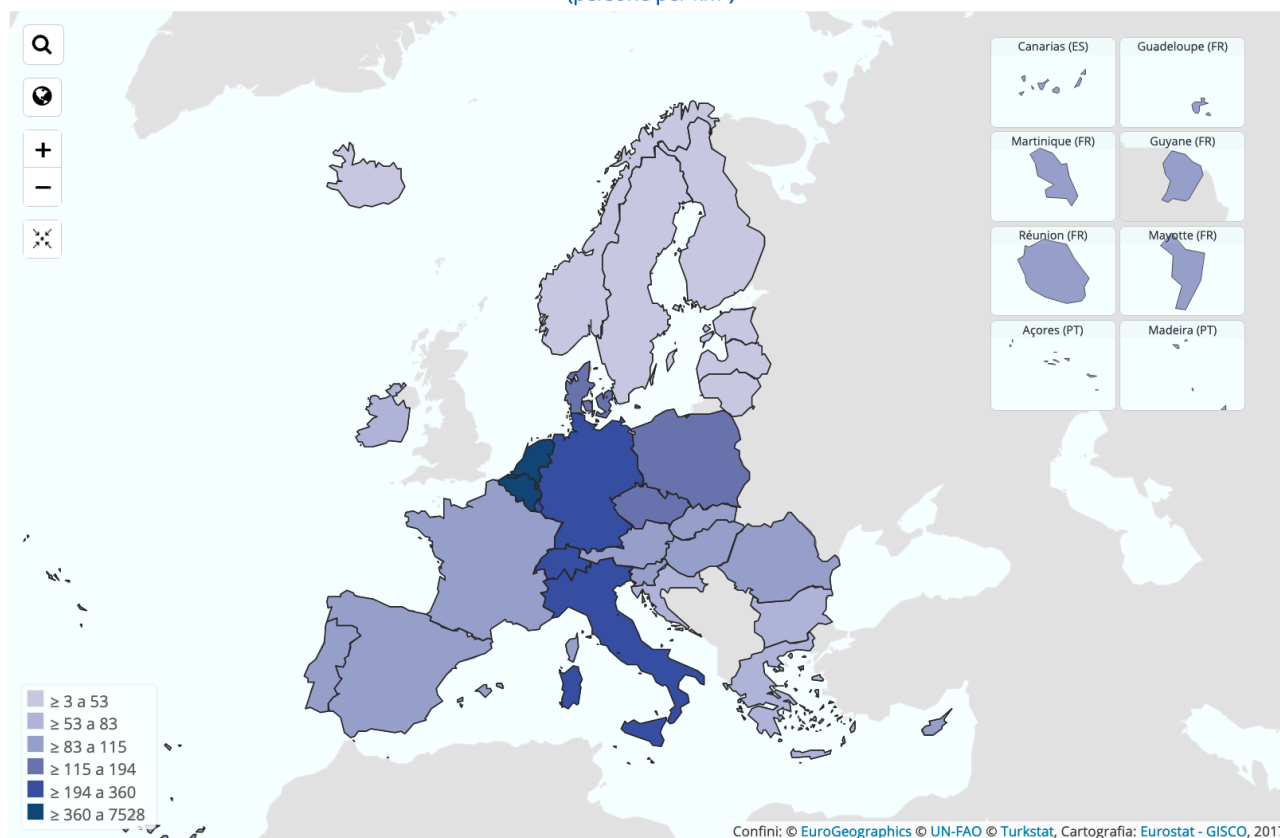 Canarias (ES)
Guadeloupe (FR)
Martinique (FR)
Guyane (FR)
Réunion (FR)
Mayotte (FR)
Açores (PT)
Madeira (PT)
+
−
≥ 3 a 53
≥ 53 a 83
≥ 83 a 115
≥ 115 a 194
≥ 194 a 360
≥ 360 a 7528
Confini: © EuroGeographics © UN-FAO © Turkstat, Cartografia: Eurostat - GISCO, 2017